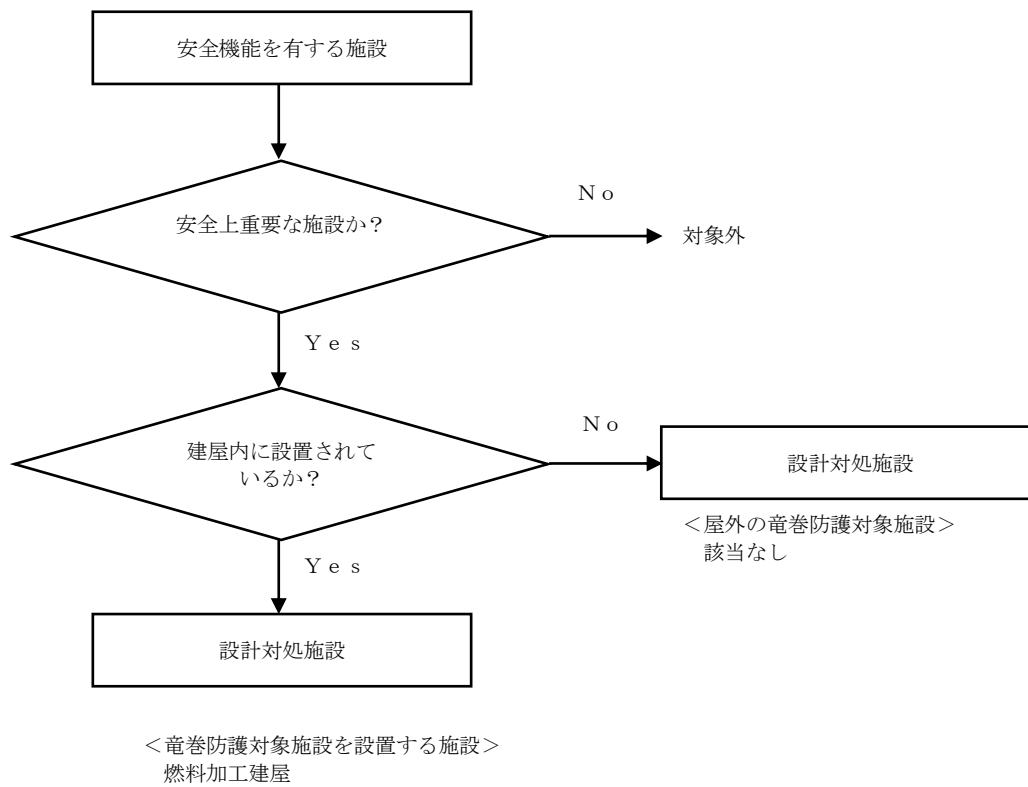 安全機能を有する施設
安全上重要な施設か？
Ｎｏ
対象外
Ｙｅｓ
建屋内に設置されて
いるか？
Ｎｏ
設計対処施設
＜屋外の竜巻防護対象施設＞
該当なし
Ｙｅｓ
設計対処施設
＜竜巻防護対象施設を設置する施設＞
燃料加工建屋